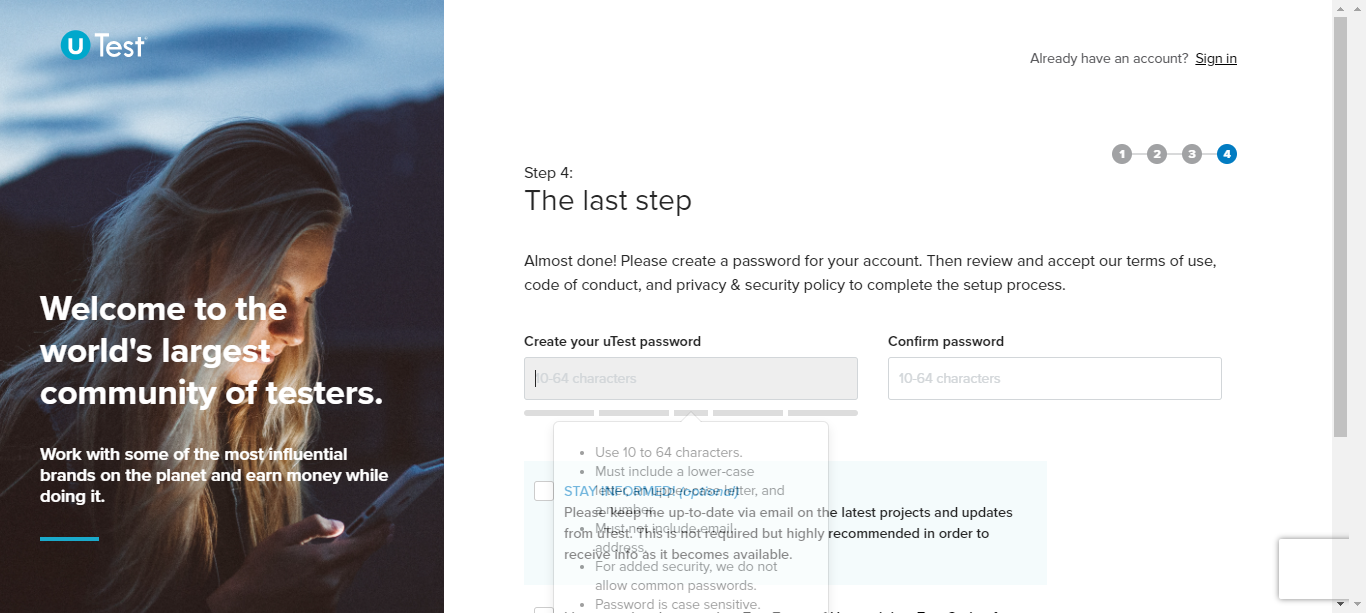 U Test
Already have an account? Sign in
1 2 3 4
Step 4:
The last step
Almost done! Please create a password for your account. Then review and accept our terms of use,
code of conduct, and privacy & security policy to complete the setup process.
Create your uTest password
Confirm password
10-64 characters
10-64 characters
Welcome to the
world's largest
community of testers.
Work with some of the most influential
brands on the planet and earn money while
doing it.
Use 10 to 64 characters.
Must include a lower-case
letter, an upper-case letter, and
a number.
Must not include email
address.
For added security, we do not
allow common passwords.
Password is case sensitive.
STAY INFORMED! (optional)
Please keep me up-to-date via email on the latest projects and updates
from uTest. This is not required but highly recommended in order to
receive info as it becomes available.